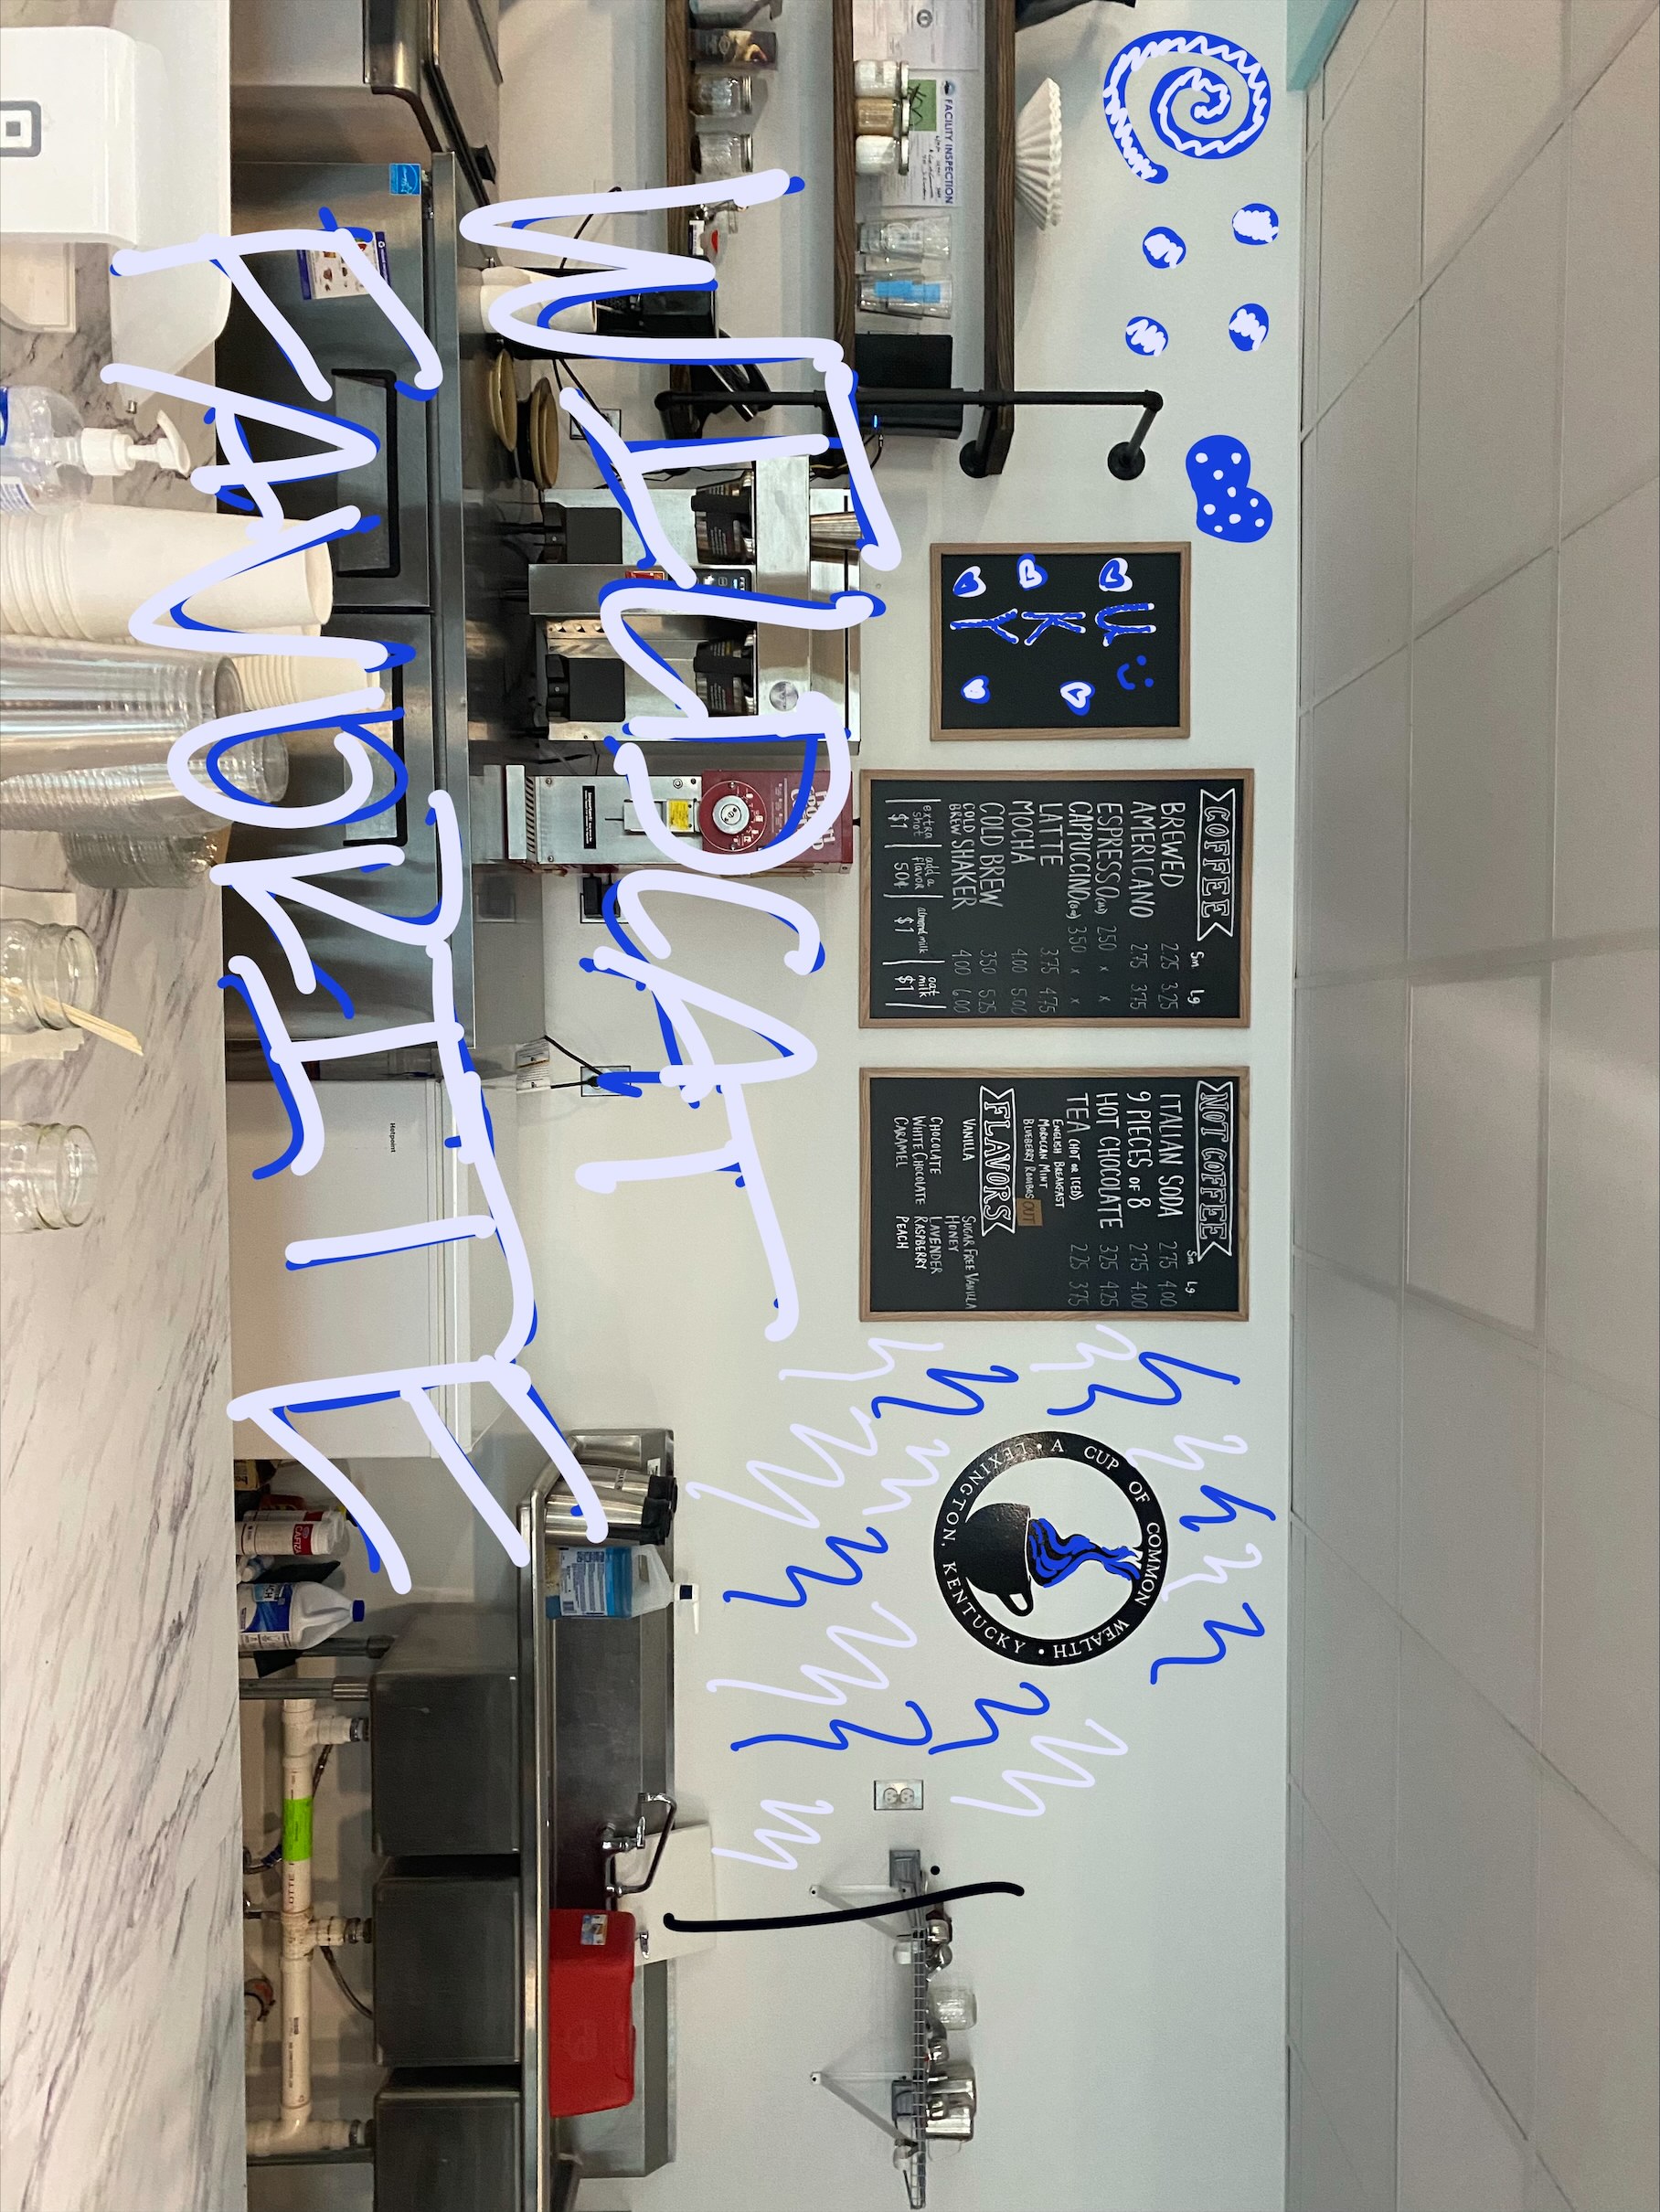 FACILITY INSPECTION
U
K
Y
COFFEE
Sm Lg
BREWED 2.25 3.25
AMERICANO 2.75 3.75
ESPRESSO 2.50 x
CAPPUCCINO 3.50 x x
LATTE 3.75 4.75
MOCHA 4.00 5.00
COLD BREW 3.50 5.25
COLD BREW SHAKER 4.00 6.00
extra shot $1
add a flavor 50¢
almond milk $1
oat milk $1
NOT COFFEE
Sm Lg
ITALIAN SODA 2.75 4.00
9 PIECES OF 8 2.75 4.00
HOT CHOCOLATE 3.25 4.25
TEA (HOT OR ICED) 2.25 3.75
ENGLISH BREAKFAST
MOROCCAN MINT
BLUEBERRY ROOIBOS OUT
FLAVORS
VANILLA SUGAR FREE VANILLA
HONEY
CHOCOLATE LAVENDER
WHITE CHOCOLATE RASPBERRY
CARAMEL PEACH
A CUP OF COMMON WEALTH • LEXINGTON, KENTUCKY •
WILDCAT
FAVORITE
Hotpoint
CAFIZA